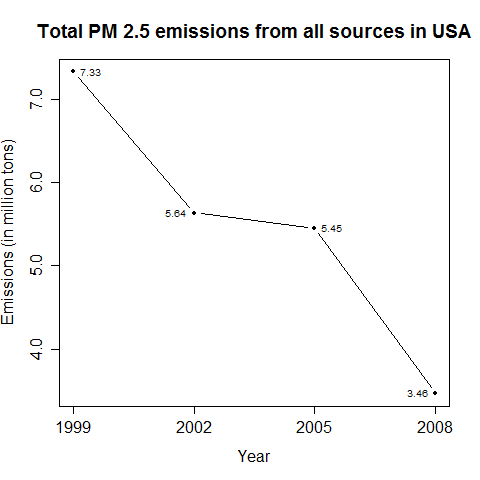 Total PM 2.5 emissions from all sources in USA
Emissions (in million tons)
7.0
6.0
5.0
4.0
7.33
5.64
5.45
3.46
1999 2002 2005 2008
Year